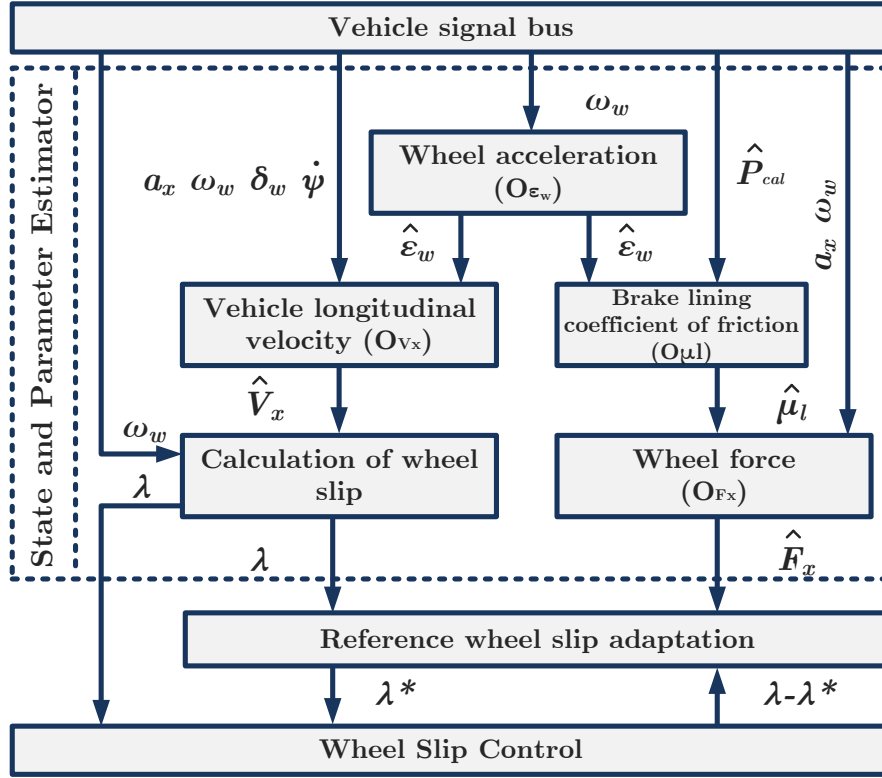 Vehicle signal bus
State and Parameter Estimator
ω_w
Wheel acceleration
(Oε_w)
P̂_cal
a_x ω_w δ_w ψ̇
a_x ω_w
ε̂_w
ε̂_w
Vehicle longitudinal
velocity (O_Vx)
Brake lining
coefficient of friction
(Oμl)
V̂_x
μ̂_l
ω_w
Calculation of wheel
slip
Wheel force
(O_Fx)
λ
λ
F̂_x
Reference wheel slip adaptation
λ*
λ-λ*
Wheel Slip Control